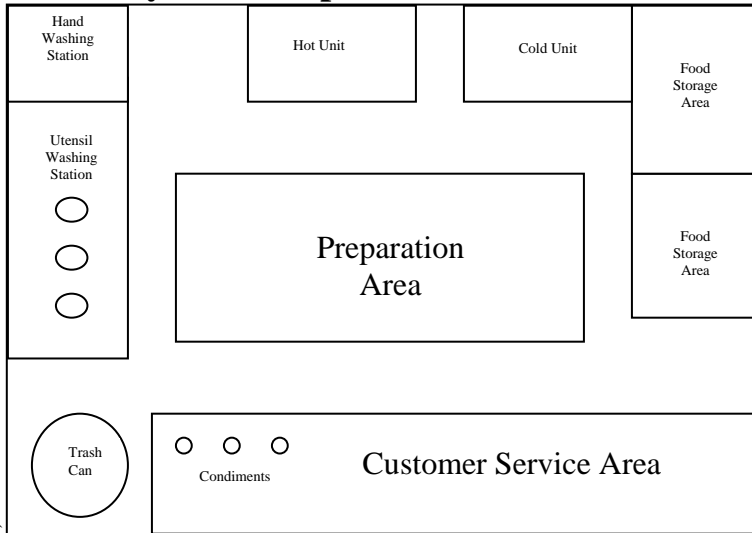 Hand
Washing
Station
Hot Unit
Cold Unit
Food
Storage
Area
Utensil
Washing
Station
Preparation
Area
Food
Storage
Area
Trash
Can
Condiments
Customer Service Area